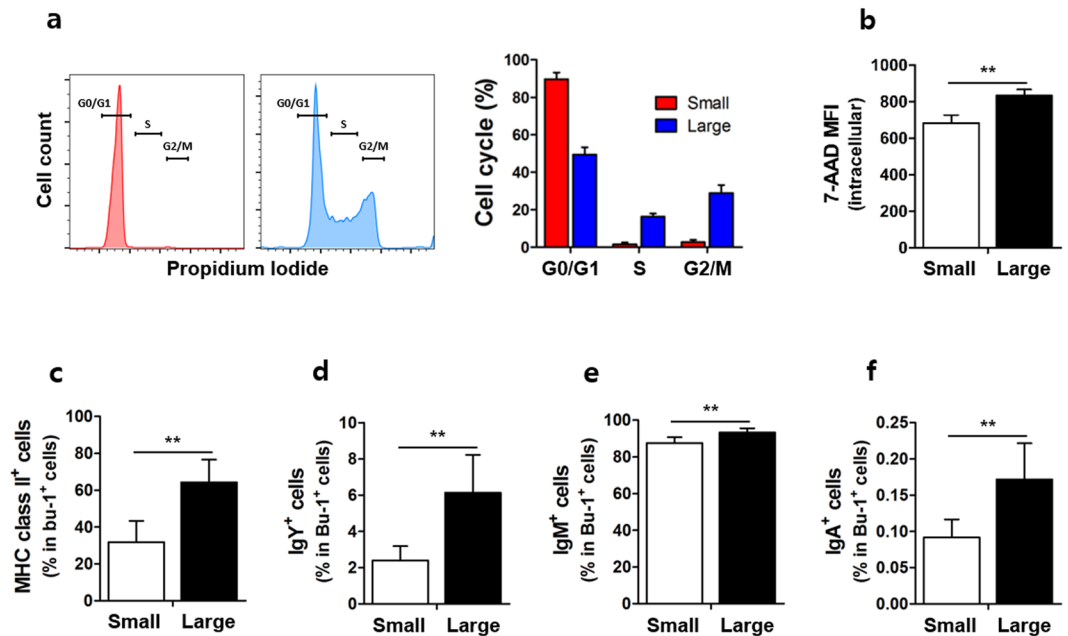 a
Cell count
G0/G1
S
G2/M
G0/G1
S
G2/M
Propidium Iodide
Cell cycle (%)
100
80
60
40
20
0
Small
Large
G0/G1 S G2/M
b
7-AAD MFI
(intracellular)
1000
800
600
400
200
0
**
Small Large
c
MHC class II⁺ cells
(% in bu-1⁺ cells)
100
80
60
40
20
0
**
Small Large
d
IgY⁺ cells
(% in Bu-1⁺ cells)
10
8
6
4
2
0
**
Small Large
e
IgM⁺ cells
(% in Bu-1⁺ cells)
100
80
60
40
20
0
**
Small Large
f
IgA⁺ cells
(% in Bu-1⁺ cells)
0.25
0.20
0.15
0.10
0.05
0.00
**
Small Large